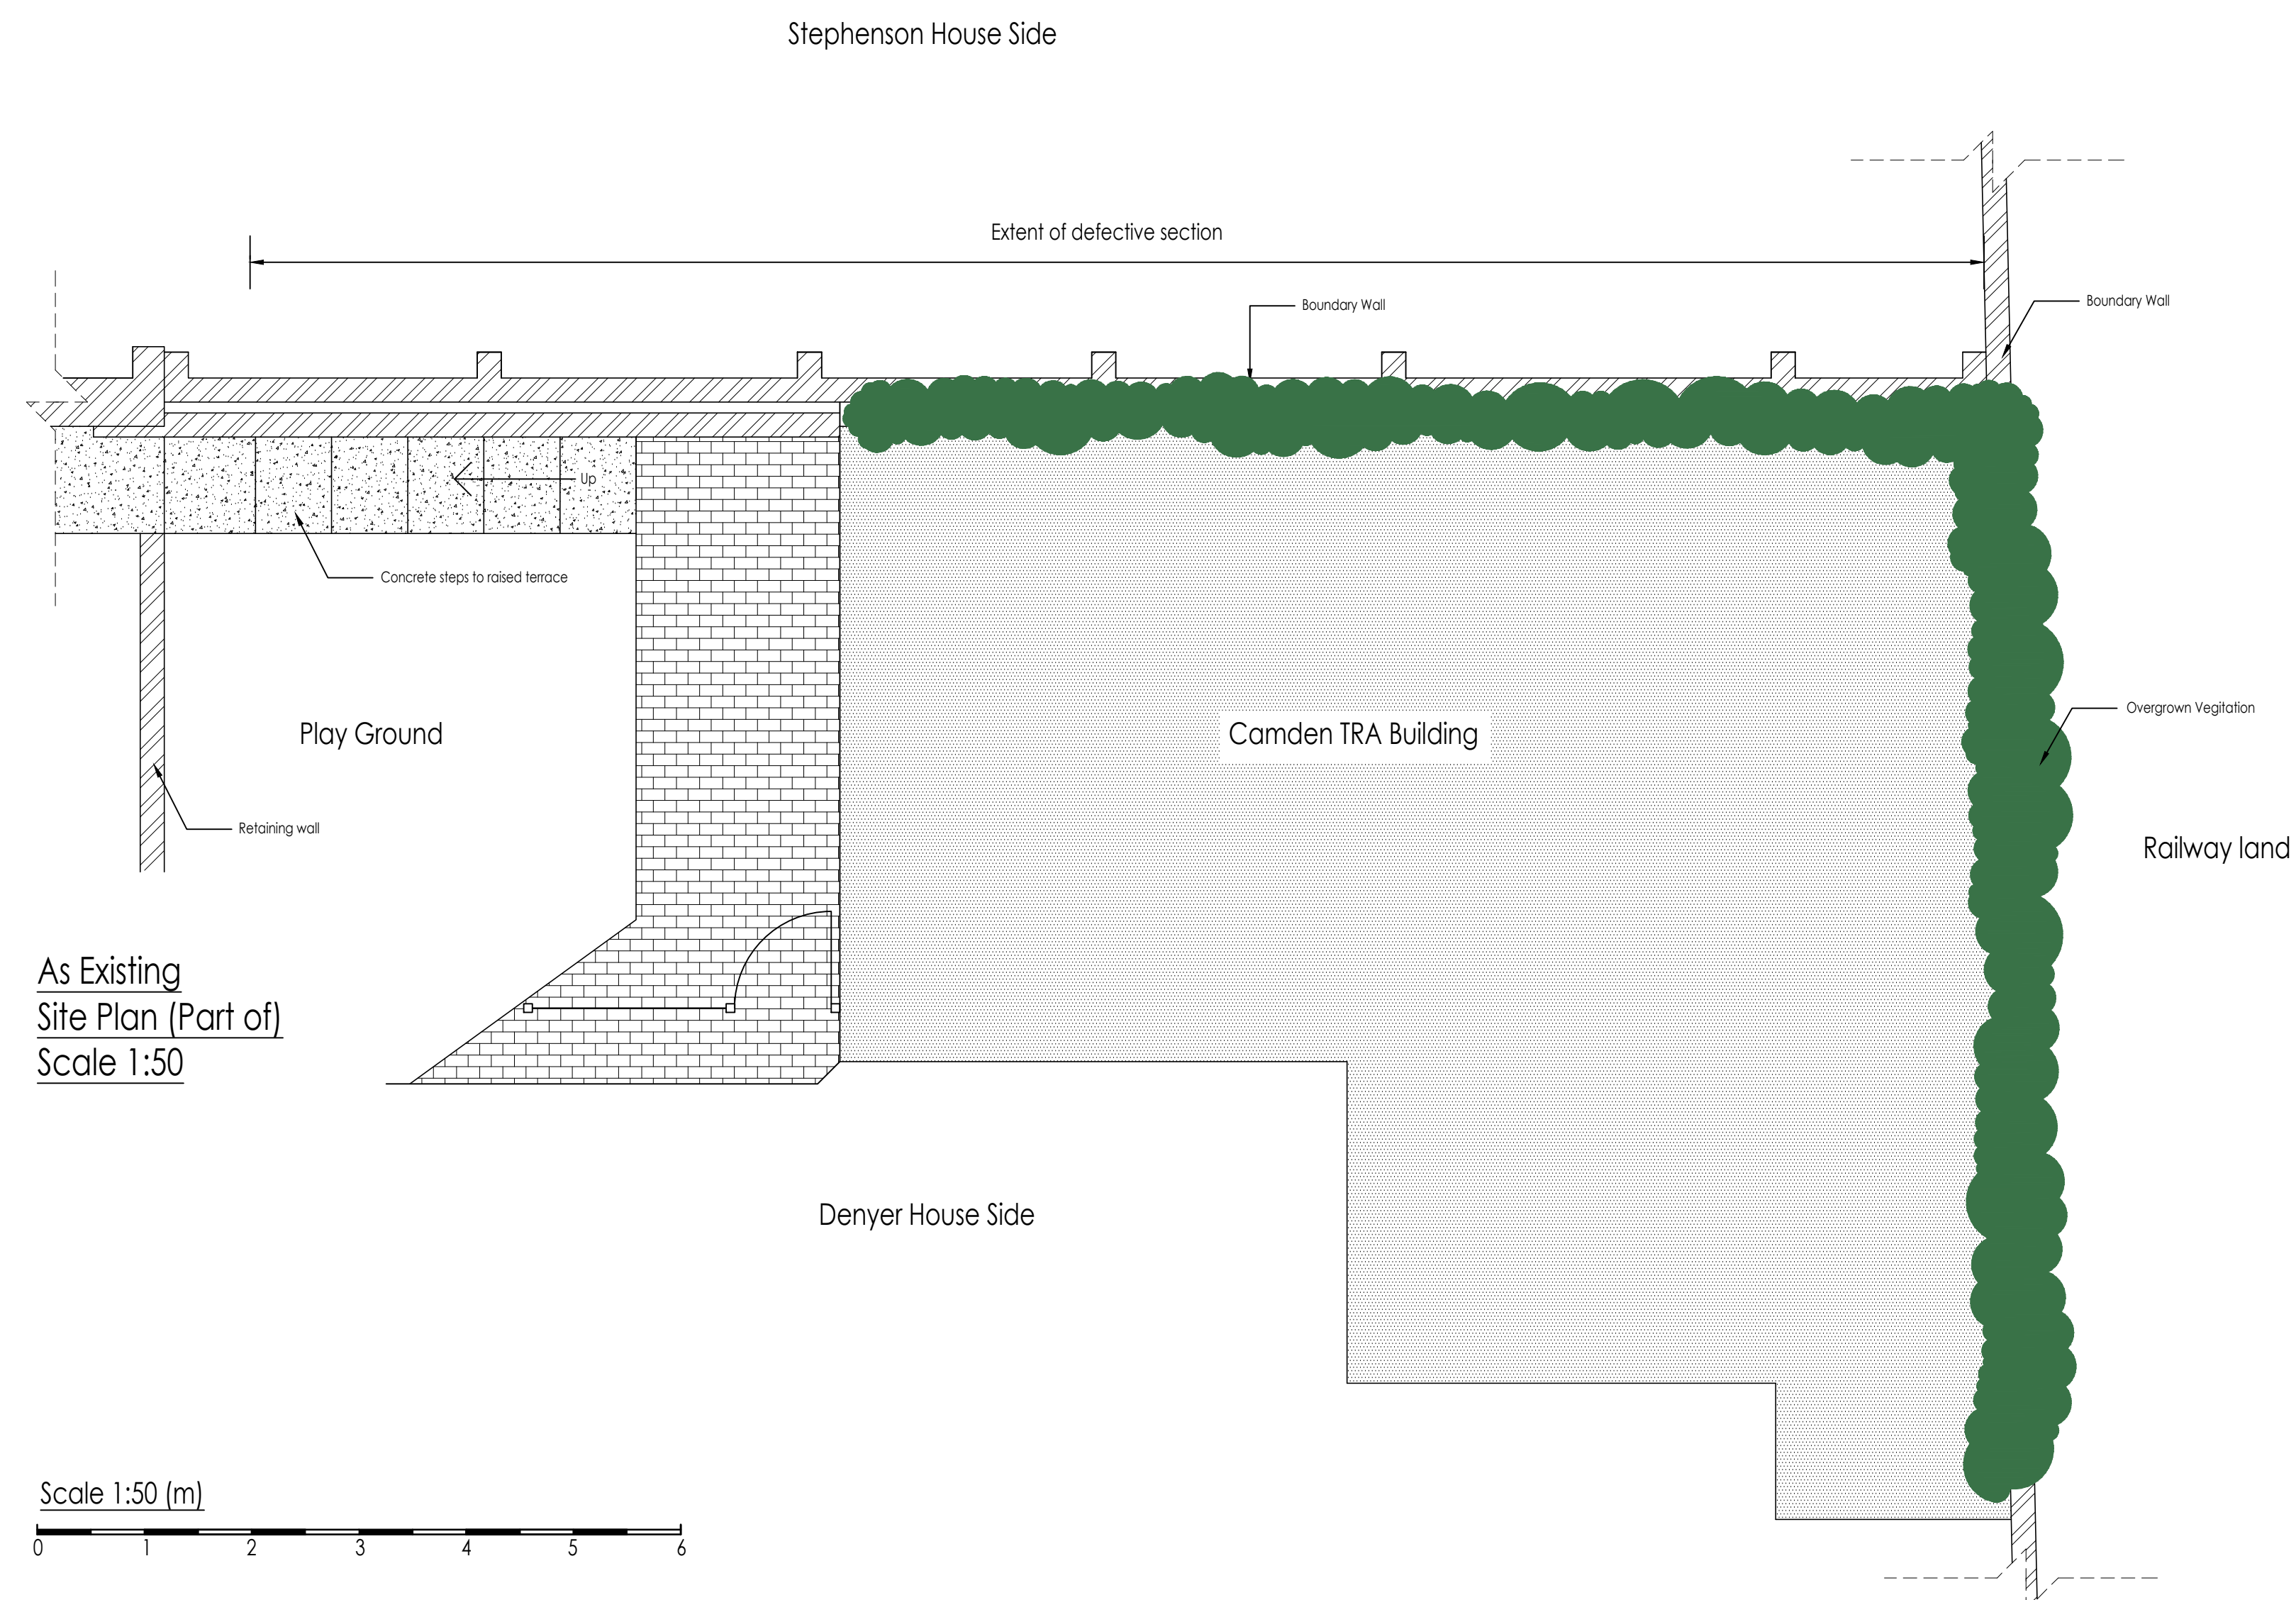 Stephenson House Side
Extent of defective section
Boundary Wall
Boundary Wall
Up
Concrete steps to raised terrace
Overgrown Vegitation
Play Ground
Camden TRA Building
Retaining wall
Railway land
As Existing
Site Plan (Part of)
Scale 1:50
Denyer House Side
Scale 1:50 (m)
0 1 2 3 4 5 6